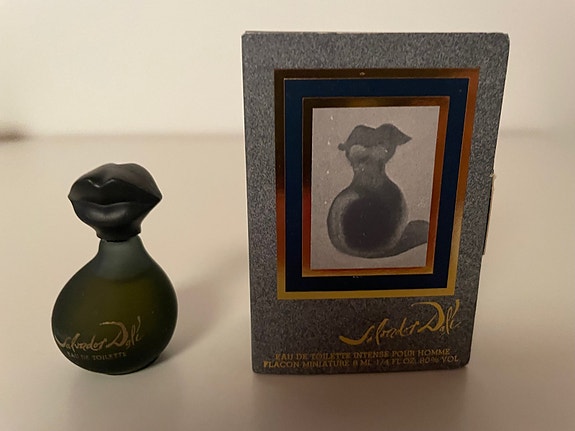 Salvador Dali
EAU DE TOILETTE
Salvador Dali
EAU DE TOILETTE INTENSE POUR HOMME
FLACON MINIATURE 8 ML 1/4 FL.OZ. 90% VOL.